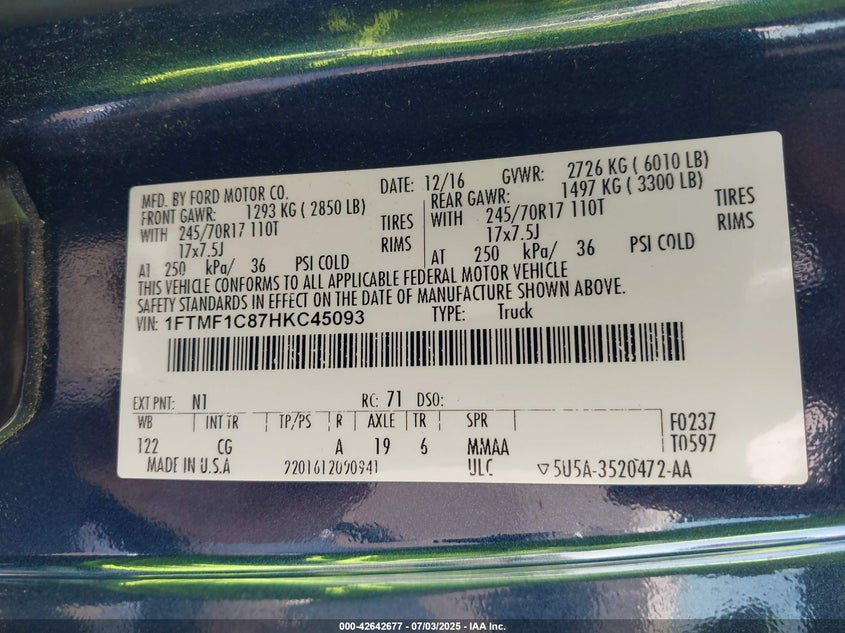 MFD. BY FORD MOTOR CO.
DATE: 12/16 GVWR: 2726 KG ( 6010 LB)
FRONT GAWR: 1293 KG ( 2850 LB)
WITH 245/70R17 110T TIRES
17x7.5J RIMS
AT 250 kPa/ 36 PSI COLD
REAR GAWR: 1497 KG ( 3300 LB)
WITH 245/70R17 110T TIRES
17x7.5J RIMS
AT 250 kPa/ 36 PSI COLD
THIS VEHICLE CONFORMS TO ALL APPLICABLE FEDERAL MOTOR VEHICLE
SAFETY STANDARDS IN EFFECT ON THE DATE OF MANUFACTURE SHOWN ABOVE.
VIN: 1FTMF1C87HKC45093 TYPE: Truck
EXT PNT: N1 RC: 71 DSO:
WB INT TR TP/PS R AXLE TR SPR
122 CG A 19 6 MMAA
F0237
T0597
MADE IN U.S.A 2201612090941 ULC ▽5U5A-3520472-AA
000-42642677 - 07/03/2025 - IAA Inc.